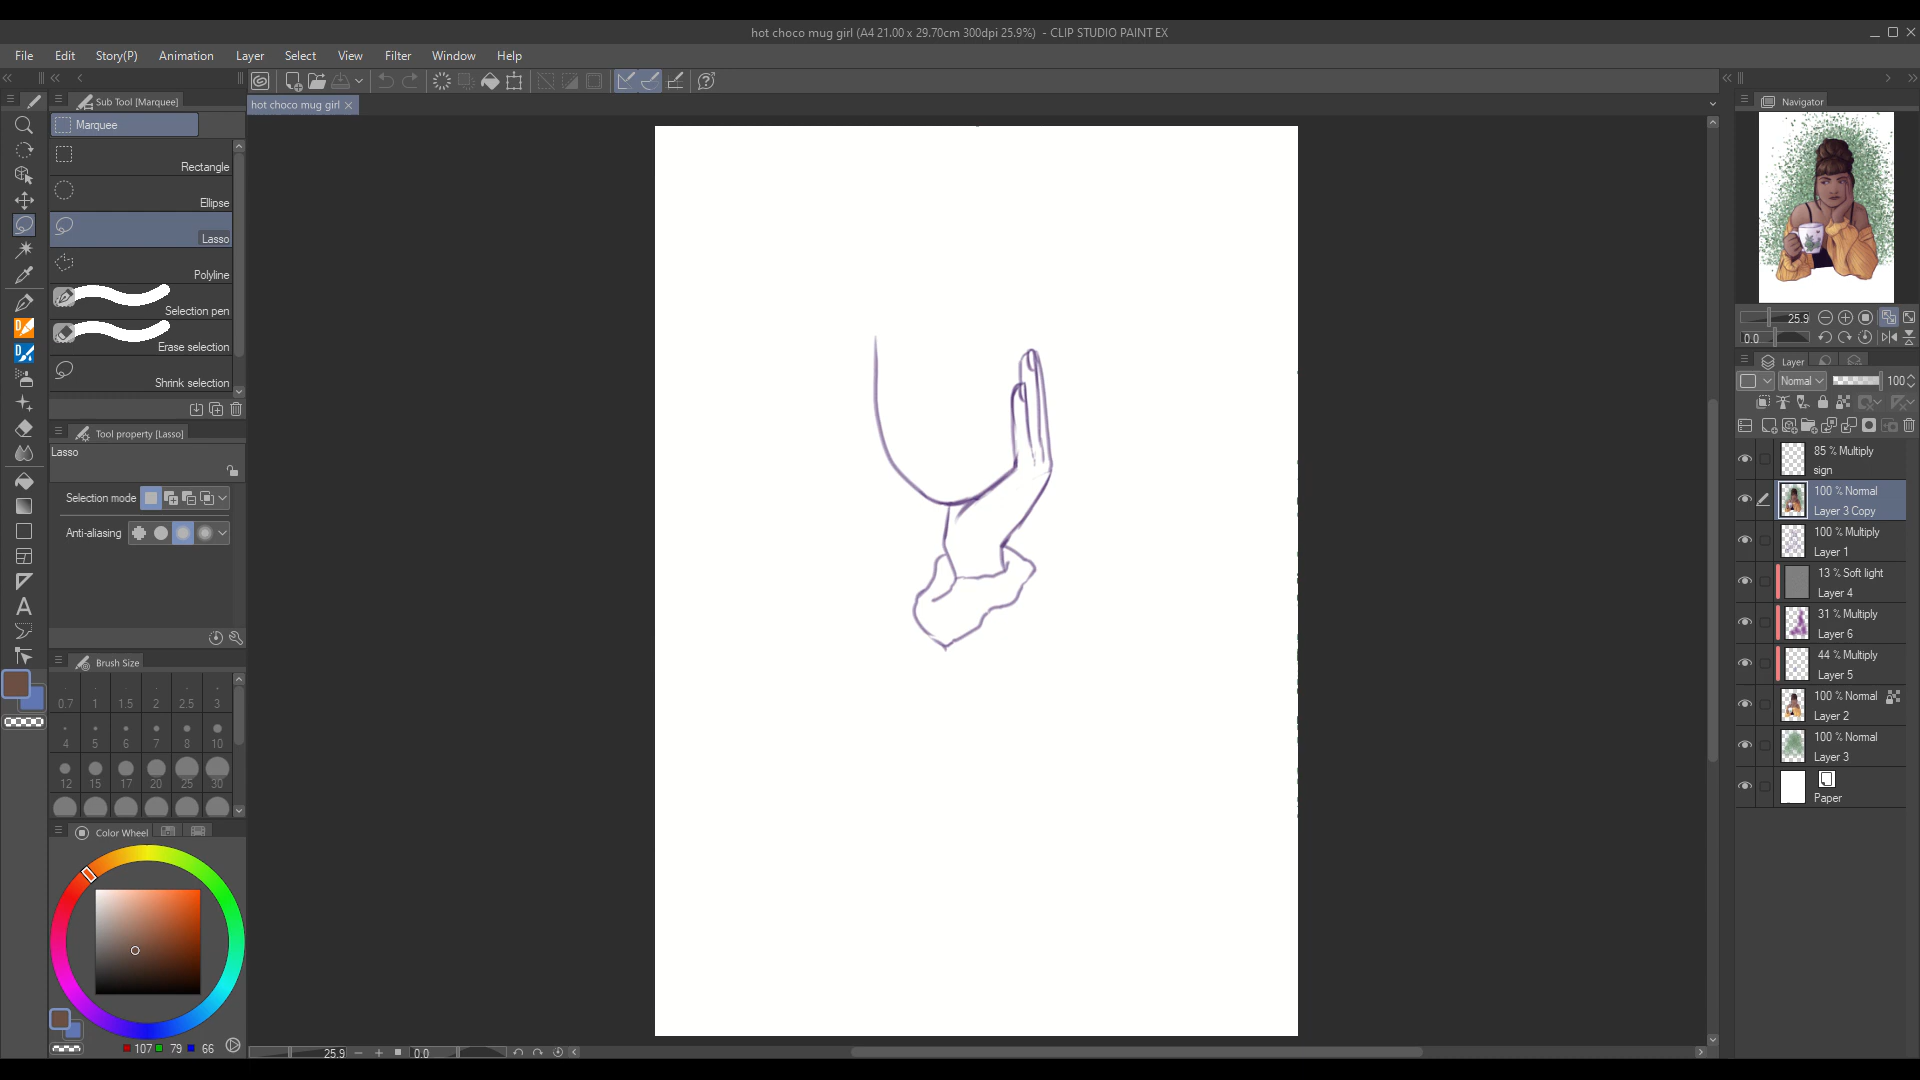 hot choco mug girl (A4 21.00 x 29.70cm 300dpi 25.9%) - CLIP STUDIO PAINT EX
File Edit Story(P) Animation Layer Select View Filter Window Help
Sub Tool [Marquee]
hot choco mug girl
Navigator
Marquee
Rectangle
Ellipse
Lasso
Polyline
Selection pen
Erase selection
Shrink selection
Tool property [Lasso]
Lasso
Selection mode
Anti-aliasing
Brush Size
0.7 1 1.5 2 2.5 3
4 5 6 7 8 10
12 15 17 20 25 30
Color Wheel
107 79 66
25.9 0.0
25.9
0.0
Layer
Normal 100
85 % Multiply
sign
100 % Normal
Layer 3 Copy
100 % Multiply
Layer 1
13 % Soft light
Layer 4
31 % Multiply
Layer 6
44 % Multiply
Layer 5
100 % Normal
Layer 2
100 % Normal
Layer 3
Paper